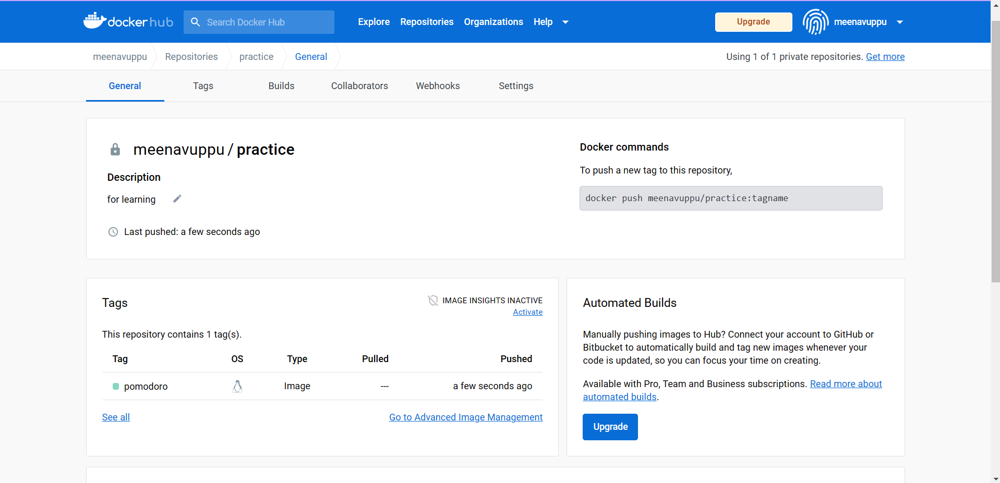 docker hub
Search Docker Hub
Explore
Repositories
Organizations
Help
Upgrade
meenavuppu
meenavuppu
Repositories
practice
General
Using 1 of 1 private repositories. Get more
General
Tags
Builds
Collaborators
Webhooks
Settings
meenavuppu / practice
Description
for learning
Last pushed: a few seconds ago
Docker commands
To push a new tag to this repository,
docker push meenavuppu/practice:tagname
Tags
IMAGE INSIGHTS INACTIVE
Activate
This repository contains 1 tag(s).
Tag OS Type Pulled Pushed
pomodoro Image --- a few seconds ago
See all
Go to Advanced Image Management
Automated Builds
Manually pushing images to Hub? Connect your account to GitHub or
Bitbucket to automatically build and tag new images whenever your
code is updated, so you can focus your time on creating.
Available with Pro, Team and Business subscriptions. Read more about
automated builds.
Upgrade